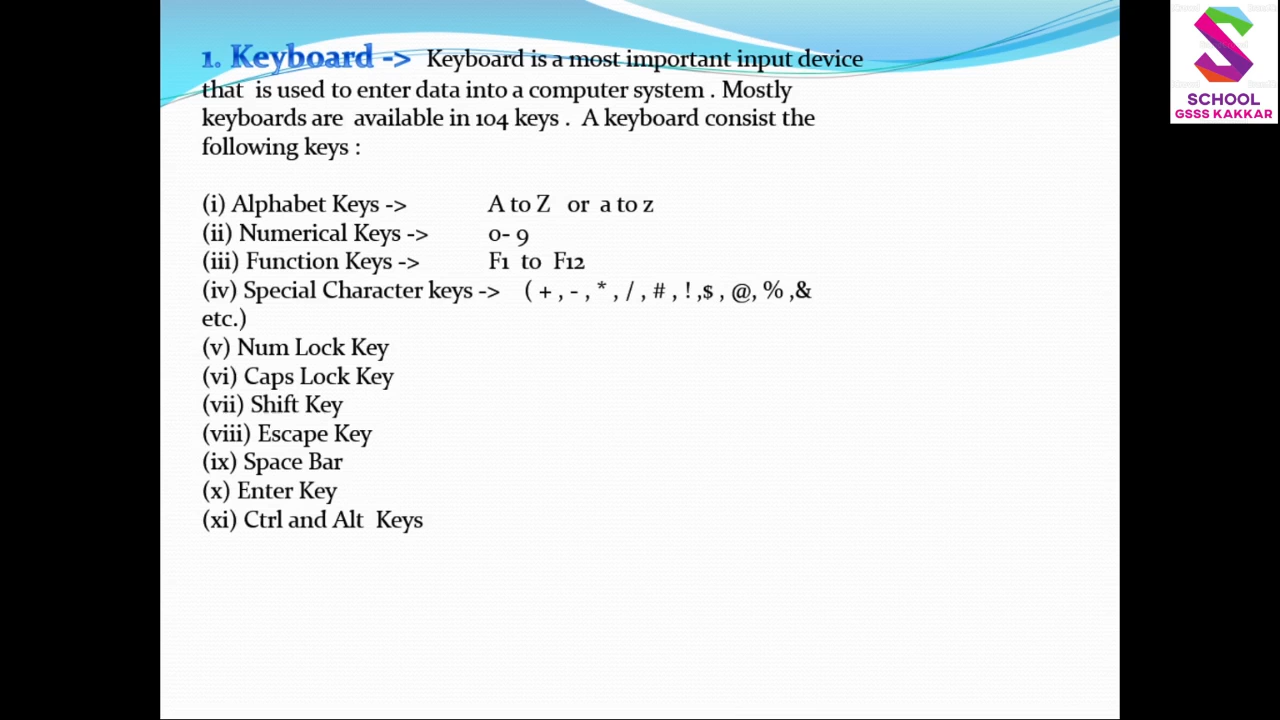 1. Keyboard -> Keyboard is a most important input device
that is used to enter data into a computer system . Mostly
keyboards are available in 104 keys . A keyboard consist the
following keys :
(i) Alphabet Keys -> A to Z or a to z
(ii) Numerical Keys -> 0- 9
(iii) Function Keys -> F1 to F12
(iv) Special Character keys -> ( + , - , * , / , # , ! ,$ , @, % ,&
etc.)
(v) Num Lock Key
(vi) Caps Lock Key
(vii) Shift Key
(viii) Escape Key
(ix) Space Bar
(x) Enter Key
(xi) Ctrl and Alt Keys
SCHOOL
GSSS KAKKAR